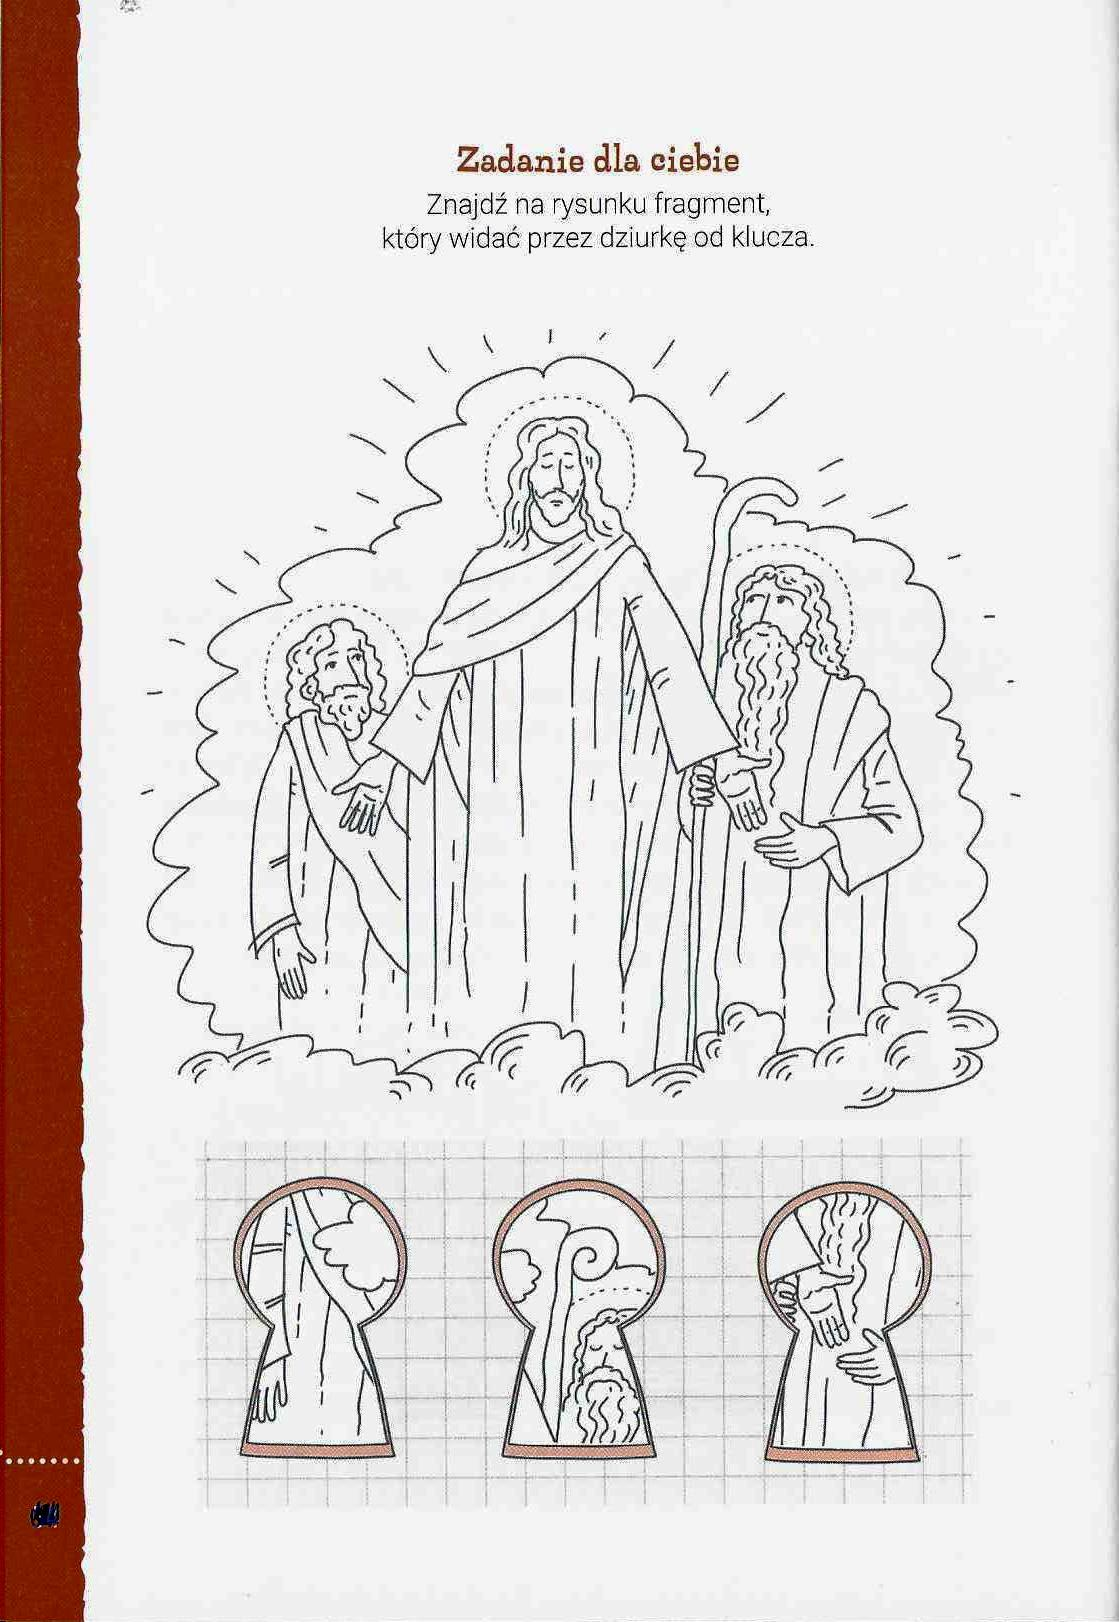 Zadanie dla ciebie
Znajdź na rysunku fragment,
który widać przez dziurkę od klucza.